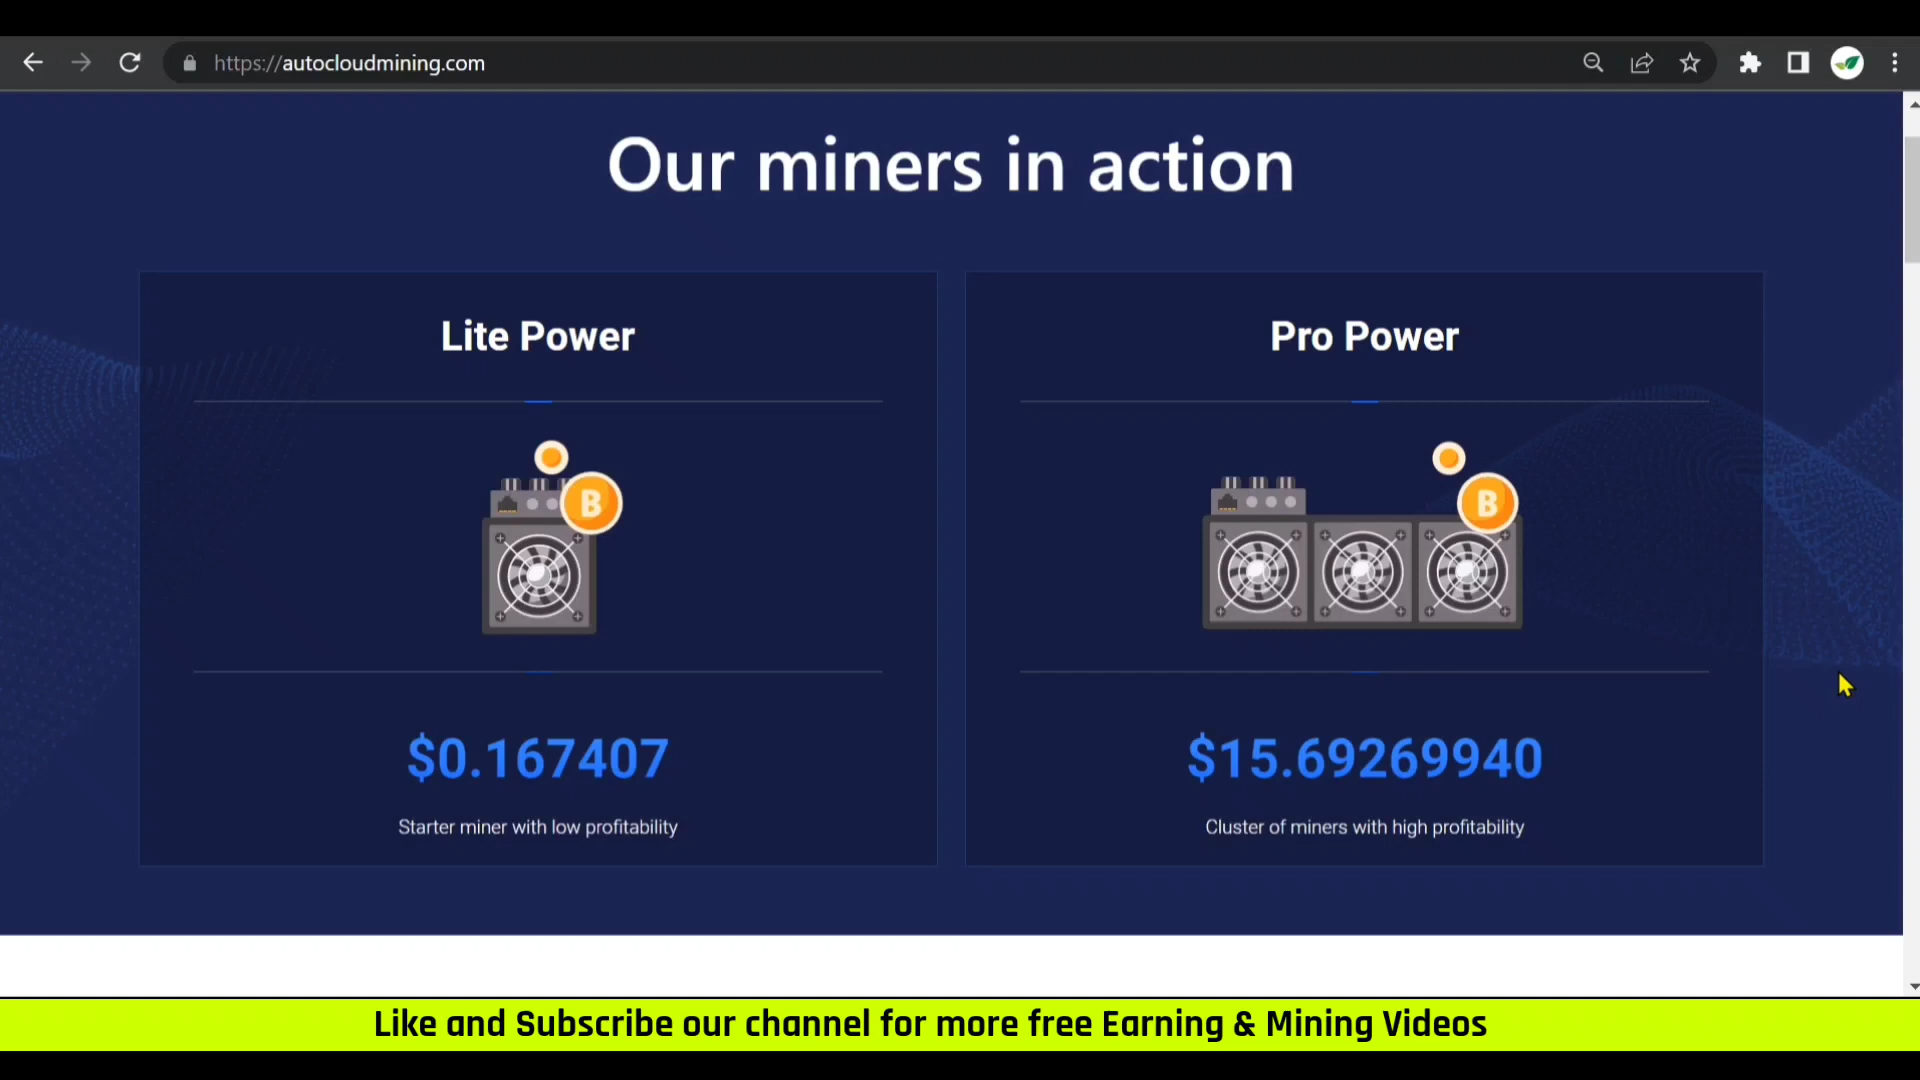 https://autocloudmining.com
Our miners in action
Lite Power
Pro Power
B
B
$0.167407
$15.69269940
Starter miner with low profitability
Cluster of miners with high profitability
Like and Subscribe our channel for more free Earning & Mining Videos